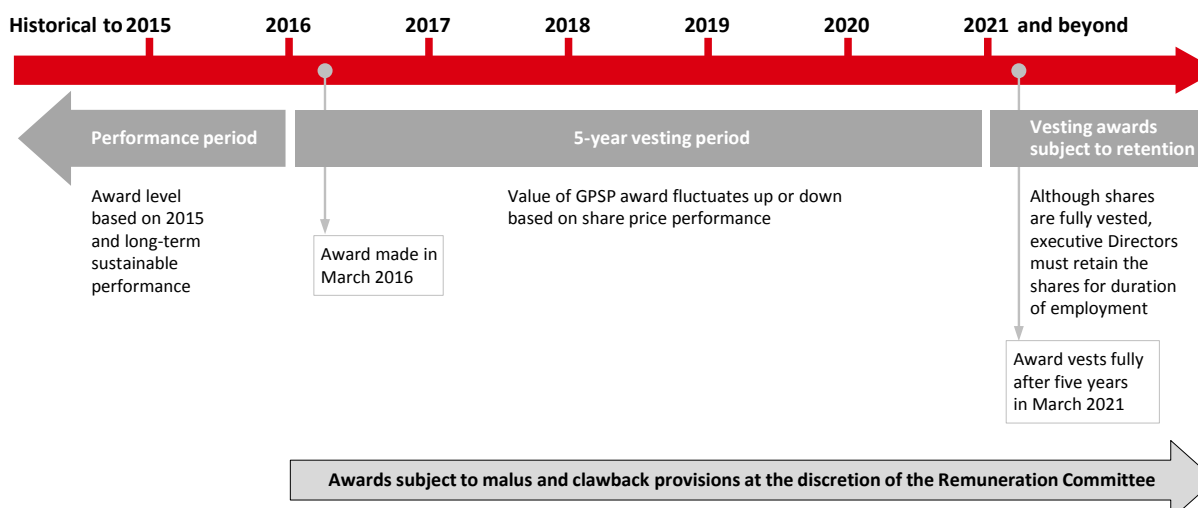 Historical to 2015 2016 2017 2018 2019 2020 2021 and beyond
Performance period
5-year vesting period
Vesting awards
subject to retention
Award level
based on 2015
and long-term
sustainable
performance
Award made in
March 2016
Value of GPSP award fluctuates up or down
based on share price performance
Although shares
are fully vested,
executive Directors
must retain the
shares for duration
of employment
Award vests fully
after five years
in March 2021
Awards subject to malus and clawback provisions at the discretion of the Remuneration Committee